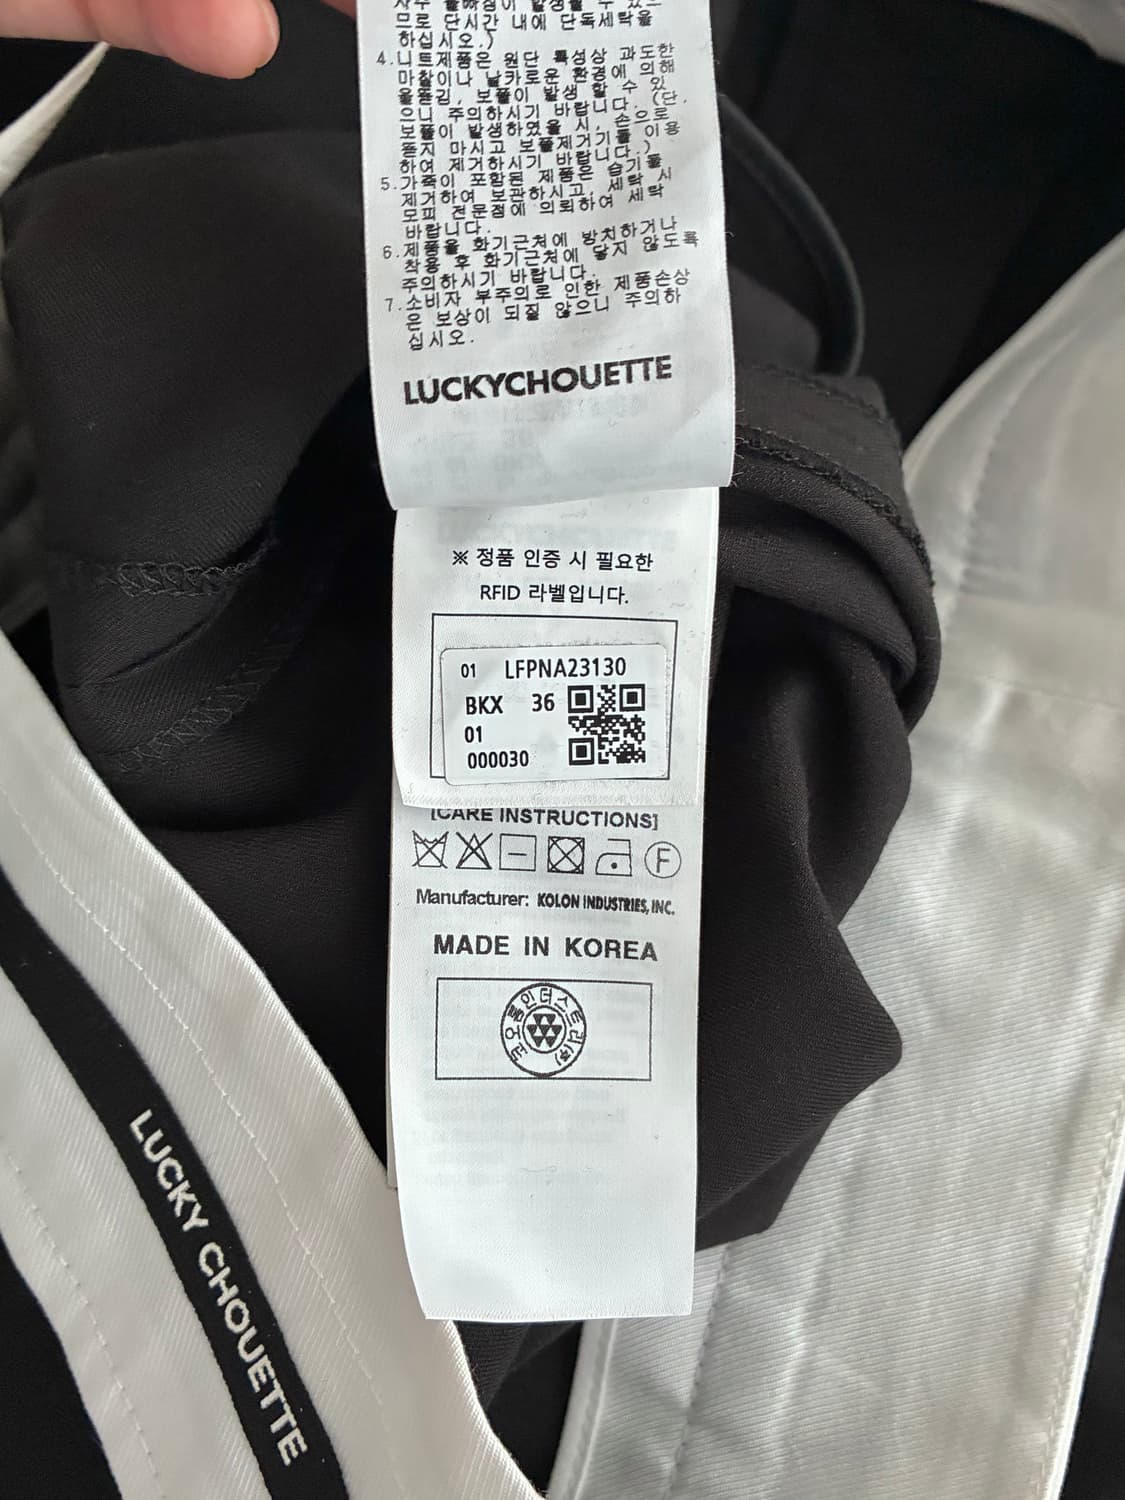 므로 단시간 내에 단독세탁을
하십시오.)
4.니트제품은 원단 특성상 과도한
마찰이나 날카로운 환경에 의해
올뜯김, 보풀이 발생 할 수 있
으니 주의하시기 바랍니다. (단,
보풀이 발생하였을 시, 손으로
뜯지 마시고 보풀제거기를 이용
하여 제거하시기 바랍니다.)
5.가죽이 포함된 제품은 습기를
제거하여 보관하시고, 세탁 시
모피 전문점에 의뢰하여 세탁
바랍니다.
6.제품을 화기근처에 방치하거나
착용 후 화기근처에 닿지 않도록
주의하시기 바랍니다.
7.소비자 부주의로 인한 제품손상
은 보상이 되질 않으니 주의하
십시오.
LUCKYCHOUETTE
※ 정품 인증 시 필요한
RFID 라벨입니다.
01 LFPNA23130
BKX 36
01
000030
[CARE INSTRUCTIONS]
F
Manufacturer: KOLON INDUSTRIES, INC.
MADE IN KOREA
코오롱인더스트리(주)
LUCKY CHOUETTE